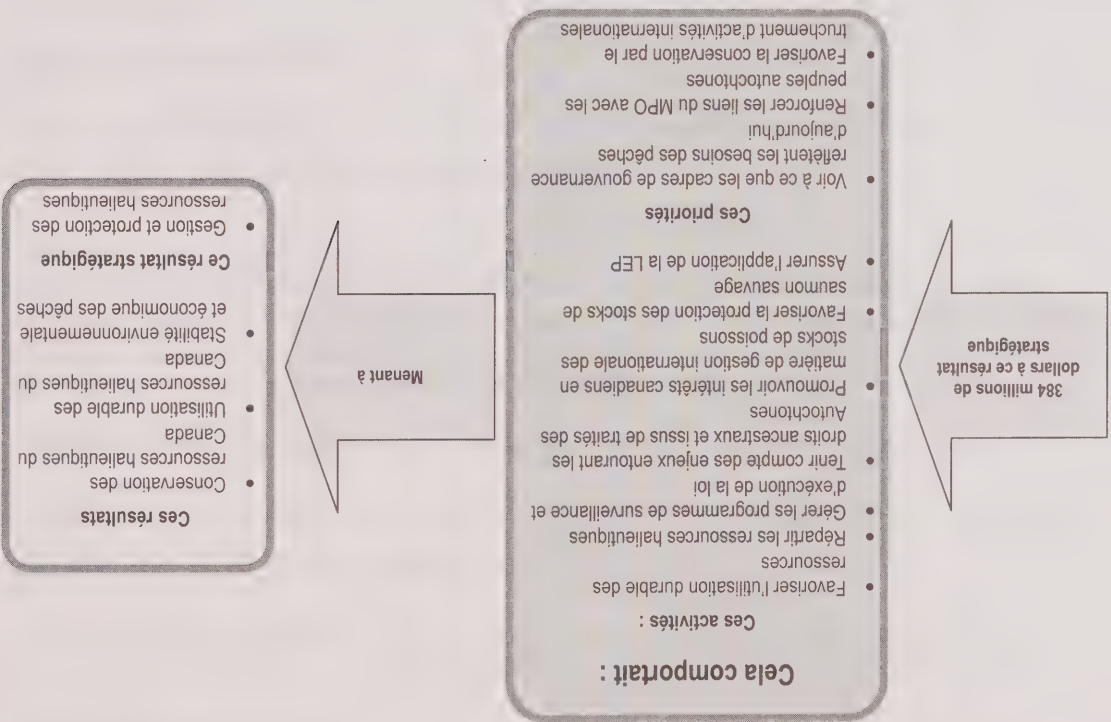 384 millions de
dollars à ce résultat
stratégique
Cela comportait :
Ces activités :
• Favoriser l'utilisation durable des
ressources
• Répartir les ressources halieutiques
• Gérer les programmes de surveillance et
d'exécution de la loi
• Tenir compte des enjeux entourant les
droits ancestraux et issus de traités des
Autochtones
• Promouvoir les intérêts canadiens en
matière de gestion internationale des
stocks de poissons
• Favoriser la protection des stocks de
saumon sauvage
• Assurer l'application de la LEP
Ces priorités
• Voir à ce que les cadres de gouvernance
reflètent les besoins des pêches
d'aujourd'hui
• Renforcer les liens du MPO avec les
peuples autochtones
• Favoriser la conservation par le
truchement d'activités internationales
Menant à
Ces résultats
• Conservation des
ressources halieutiques du
Canada
• Utilisation durable des
ressources halieutiques du
Canada
• Stabilité environnementale
et économique des pêches
Ce résultat stratégique
• Gestion et protection des
ressources halieutiques